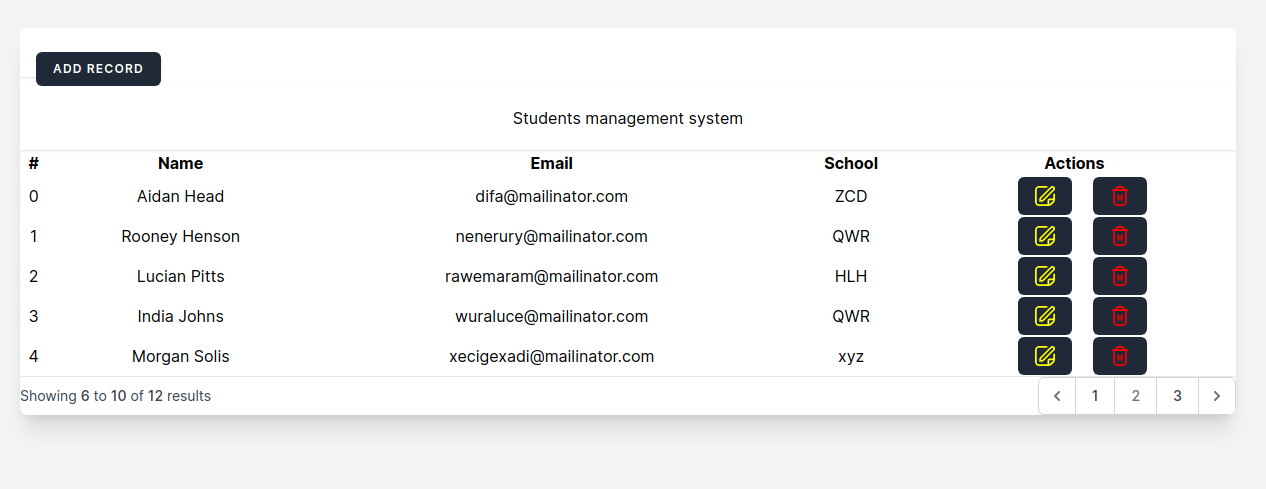 ADD RECORD
Students management system
# Name Email School Actions
0 Aidan Head difa@mailinator.com ZCD
1 Rooney Henson nenerury@mailinator.com QWR
2 Lucian Pitts rawemaram@mailinator.com HLH
3 India Johns wuraluce@mailinator.com QWR
4 Morgan Solis xecigexadi@mailinator.com xyz
Showing 6 to 10 of 12 results 1 2 3